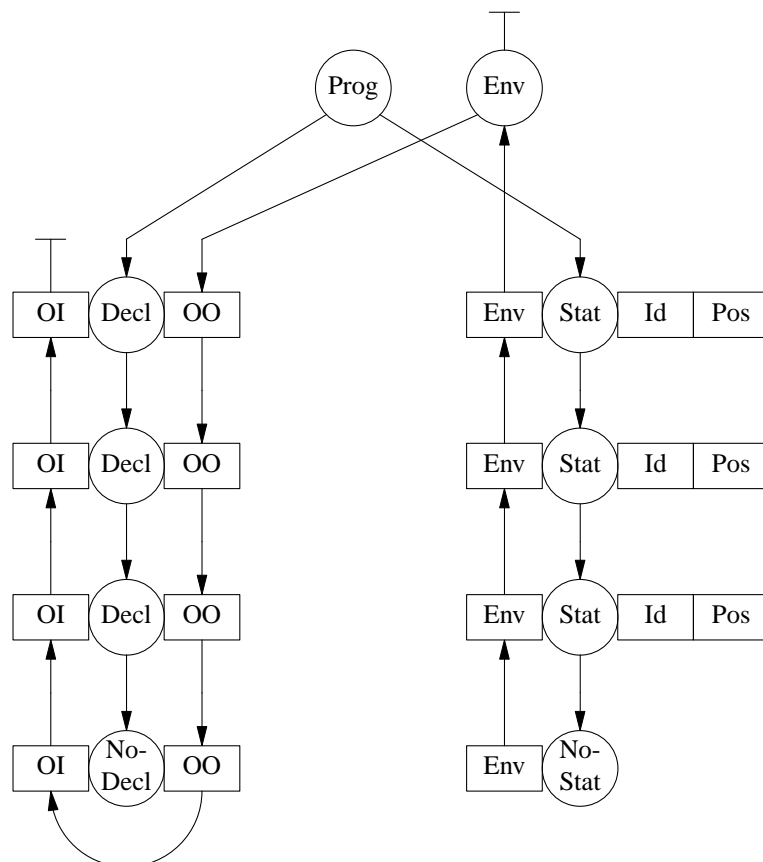 Prog Env
OI Decl OO Env Stat Id Pos
OI Decl OO Env Stat Id Pos
OI Decl OO Env Stat Id Pos
OI No-
Decl OO Env No-
Stat